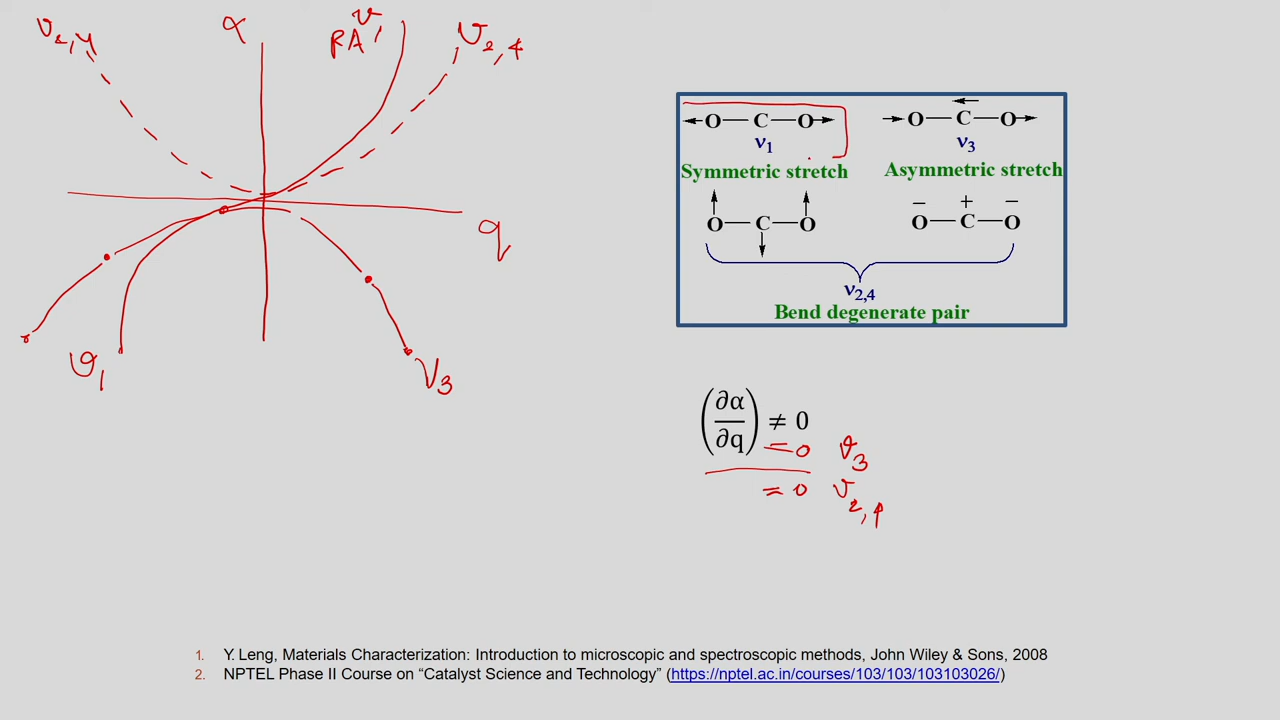 ν2,4
α
RA ν1
ν2,4
q
ν1
ν3
O — C — O
ν1
Symmetric stretch
O — C — O
ν3
Asymmetric stretch
O — C — O
− + −
O — C — O
ν2,4
Bend degenerate pair
(∂α/∂q) ≠ 0
= 0 ν3
= 0 ν2,4
1. Y. Leng, Materials Characterization: Introduction to microscopic and spectroscopic methods, John Wiley & Sons, 2008
2. NPTEL Phase II Course on “Catalyst Science and Technology” (https://nptel.ac.in/courses/103/103/103103026/)